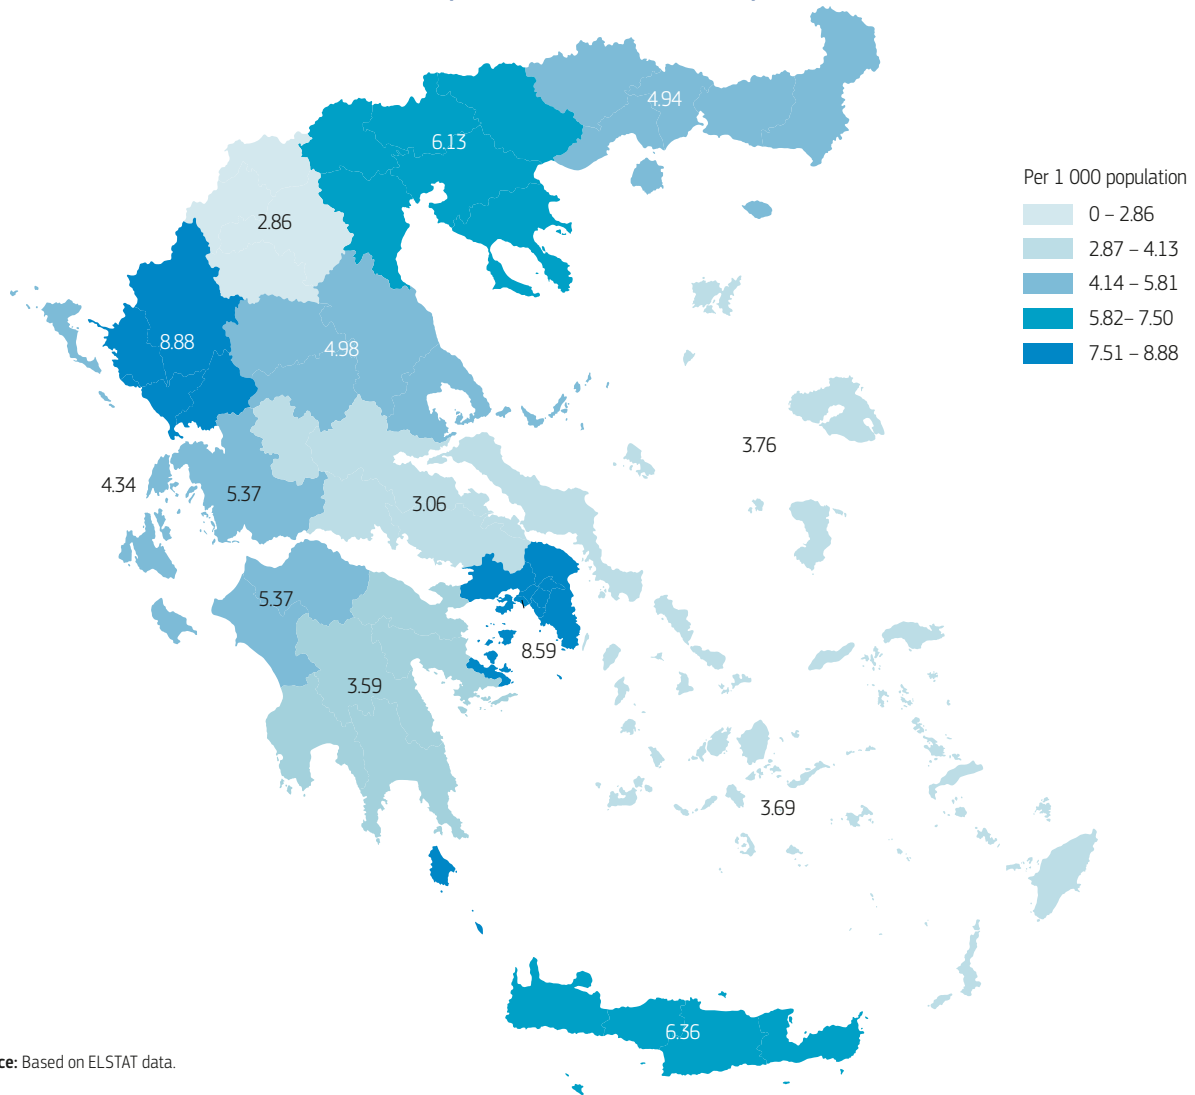 4.94
6.13
Per 1 000 population
0 – 2.86
2.87 – 4.13
4.14 – 5.81
5.82– 7.50
7.51 – 8.88
2.86
8.88
4.98
3.76
4.34
5.37
3.06
5.37
8.59
3.59
3.69
6.36
Based on ELSTAT data.